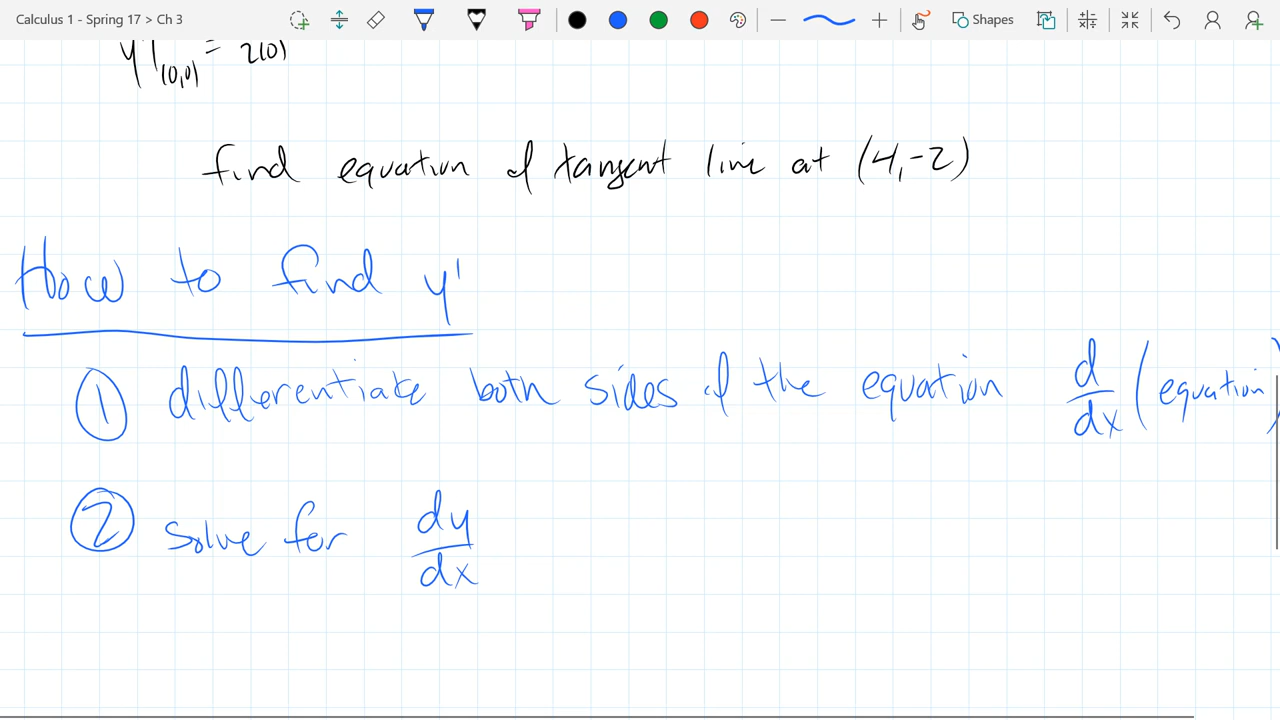 Calculus 1 - Spring 17 > Ch 3
Shapes
y'|(0,0) = 2(0)
find equation of tangent line at (4,-2)
How to find y'
① differentiate both sides of the equation d/dx (equation)
② solve for dy/dx